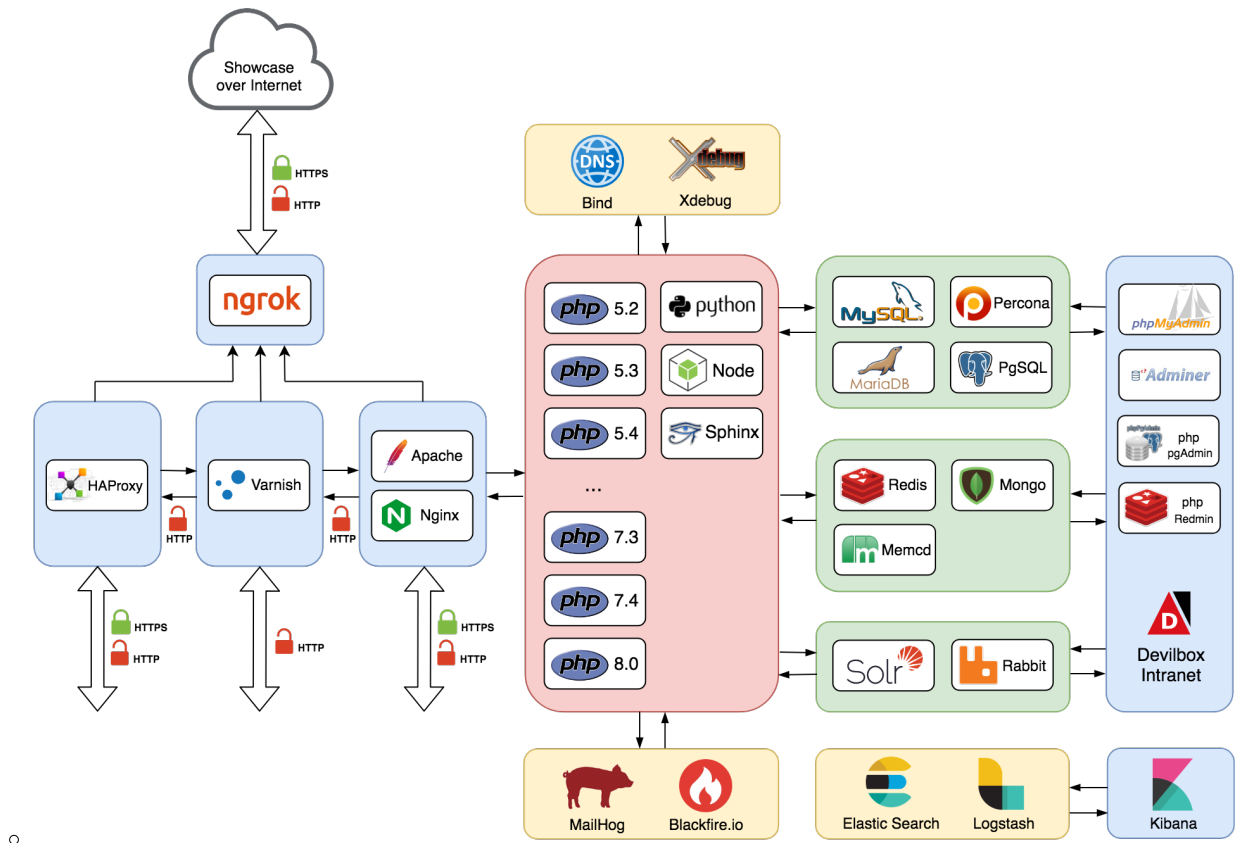 Showcase
over Internet
HTTPS
HTTP
ngrok
HAProxy
HTTP
Varnish
HTTP
Apache
Nginx
HTTPS
HTTP
HTTP
HTTPS
HTTP
DNS
Bind
Xdebug
Xdebug
php 5.2
python
php 5.3
Node
php 5.4
Sphinx
...
php 7.3
php 7.4
php 8.0
MySQL
Percona
MariaDB
PgSQL
Redis
Mongo
Memcd
Solr
Rabbit
phpMyAdmin
Adminer
phpPgAdmin
php
pgAdmin
php
Redmin
D
Devilbox
Intranet
MailHog
Blackfire.io
Elastic Search
Logstash
Kibana